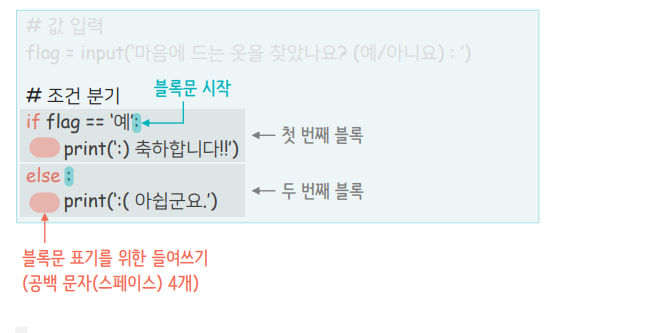 # 값 입력
flag = input('마음에 드는 옷을 찾았나요? (예/아니요) : ')
# 조건 분기
블록문 시작
if flag == '예':
print(':) 축하합니다!!')
첫 번째 블록
else :
print(':( 아쉽군요.')
두 번째 블록
블록문 표기를 위한 들여쓰기
(공백 문자(스페이스) 4개)